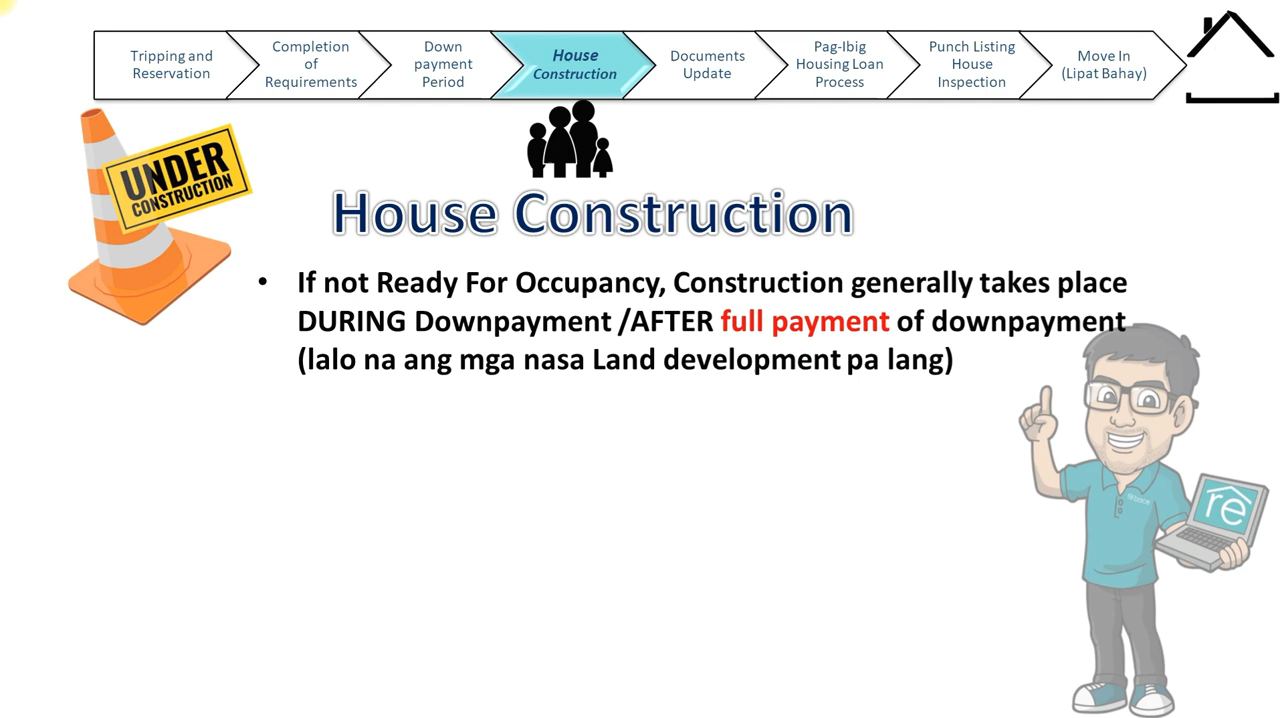 Tripping and
Reservation
Completion
of
Requirements
Down
payment
Period
House
Construction
Documents
Update
Pag-Ibig
Housing Loan
Process
Punch Listing
House
Inspection
Move In
(Lipat Bahay)
UNDER
CONSTRUCTION
House Construction
• If not Ready For Occupancy, Construction generally takes place
DURING Downpayment /AFTER full payment of downpayment
(lalo na ang mga nasa Land development pa lang)
re